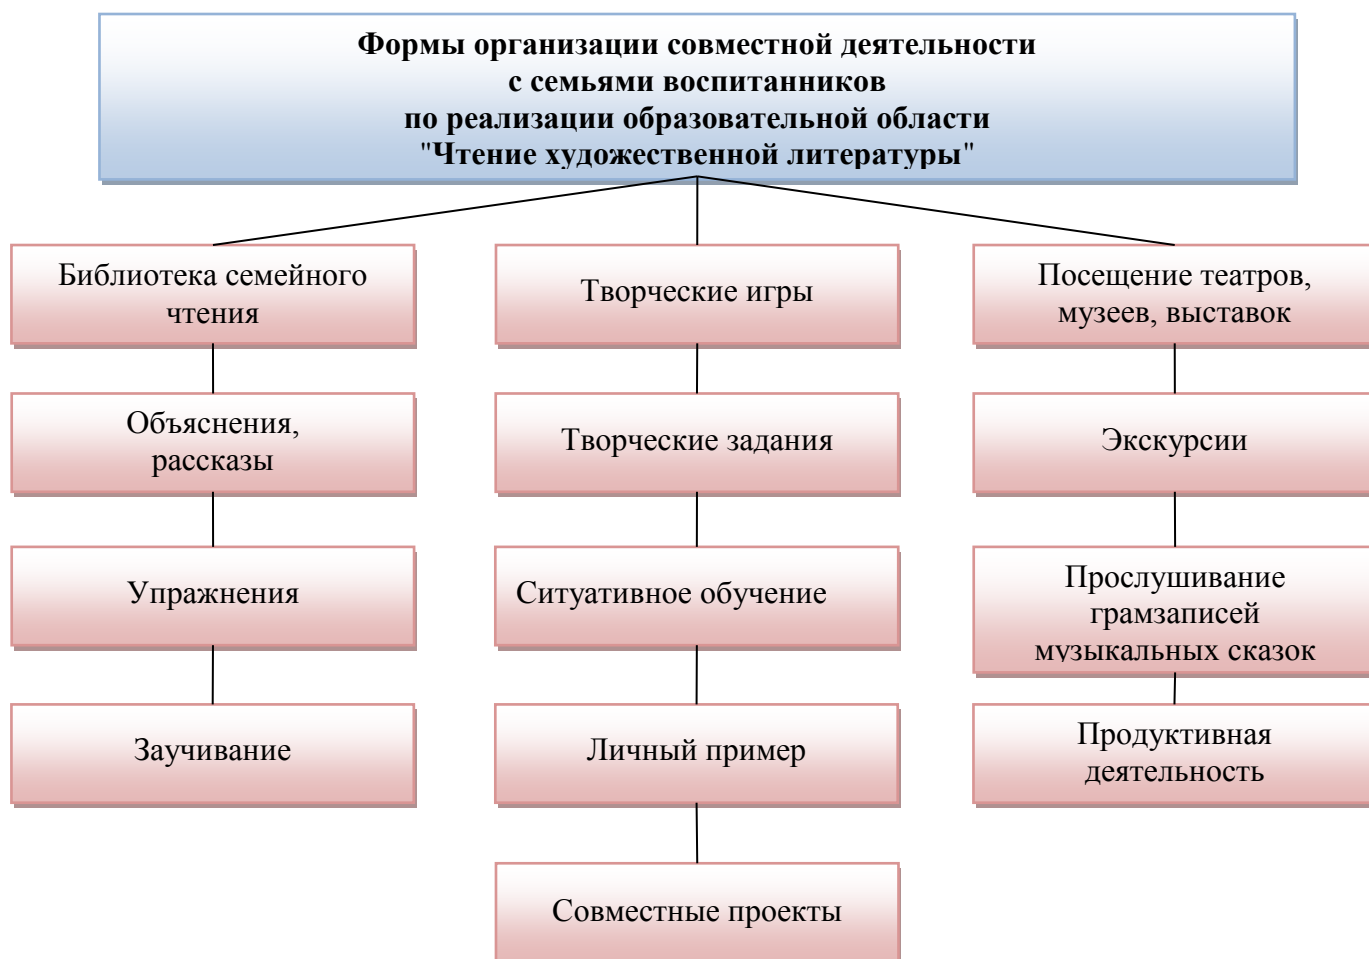 Формы организации совместной деятельности
с семьями воспитанников
по реализации образовательной области
"Чтение художественной литературы"
Библиотека семейного
чтения
Творческие игры
Посещение театров,
музеев, выставок
Объяснения,
рассказы
Творческие задания
Экскурсии
Упражнения
Ситуативное обучение
Прослушивание
грамзаписей
музыкальных сказок
Заучивание
Личный пример
Продуктивная
деятельность
Совместные проекты